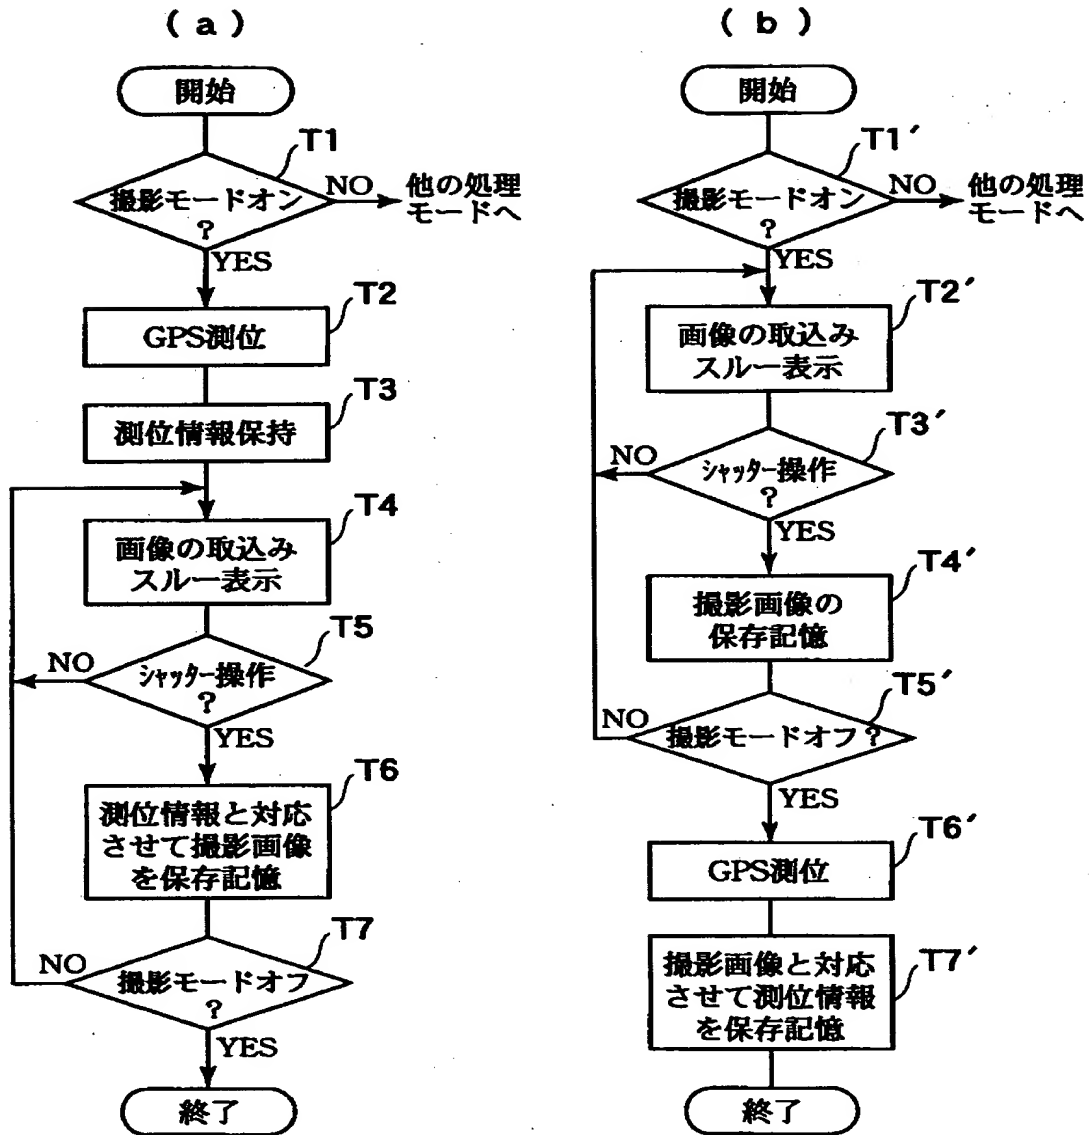 ( a )
開始
T1
撮影モードオン
?
NO
他の処理
モードへ
YES
T2
GPS測位
T3
測位情報保持
T4
画像の取込み
スルー表示
T5
シャッター操作
?
NO
YES
T6
測位情報と対応
させて撮影画像
を保存記憶
T7
撮影モードオフ
?
NO
YES
終了
( b )
開始
T1´
撮影モードオン
?
NO
他の処理
モードへ
YES
T2´
画像の取込み
スルー表示
T3´
シャッター操作
?
NO
YES
T4´
撮影画像の
保存記憶
T5´
撮影モードオフ?
NO
YES
T6´
GPS測位
T7´
撮影画像と対応
させて測位情報
を保存記憶
終了